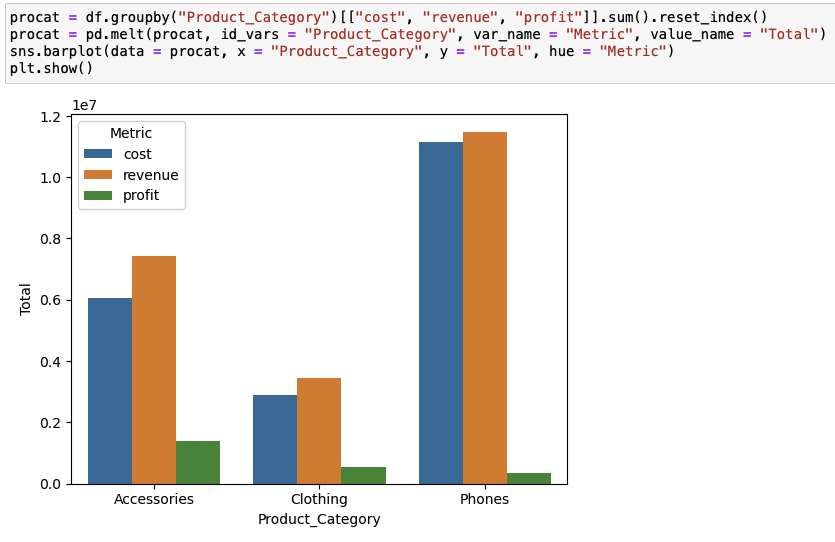 procat = df.groupby("Product_Category")[["cost", "revenue", "profit"]].sum().reset_index()
procat = pd.melt(procat, id_vars = "Product_Category", var_name = "Metric", value_name = "Total")
sns.barplot(data = procat, x = "Product_Category", y = "Total", hue = "Metric")
plt.show()
1e7
1.2
1.0
0.8
0.6
0.4
0.2
0.0
Total
Metric
cost
revenue
profit
Accessories Clothing Phones
Product_Category